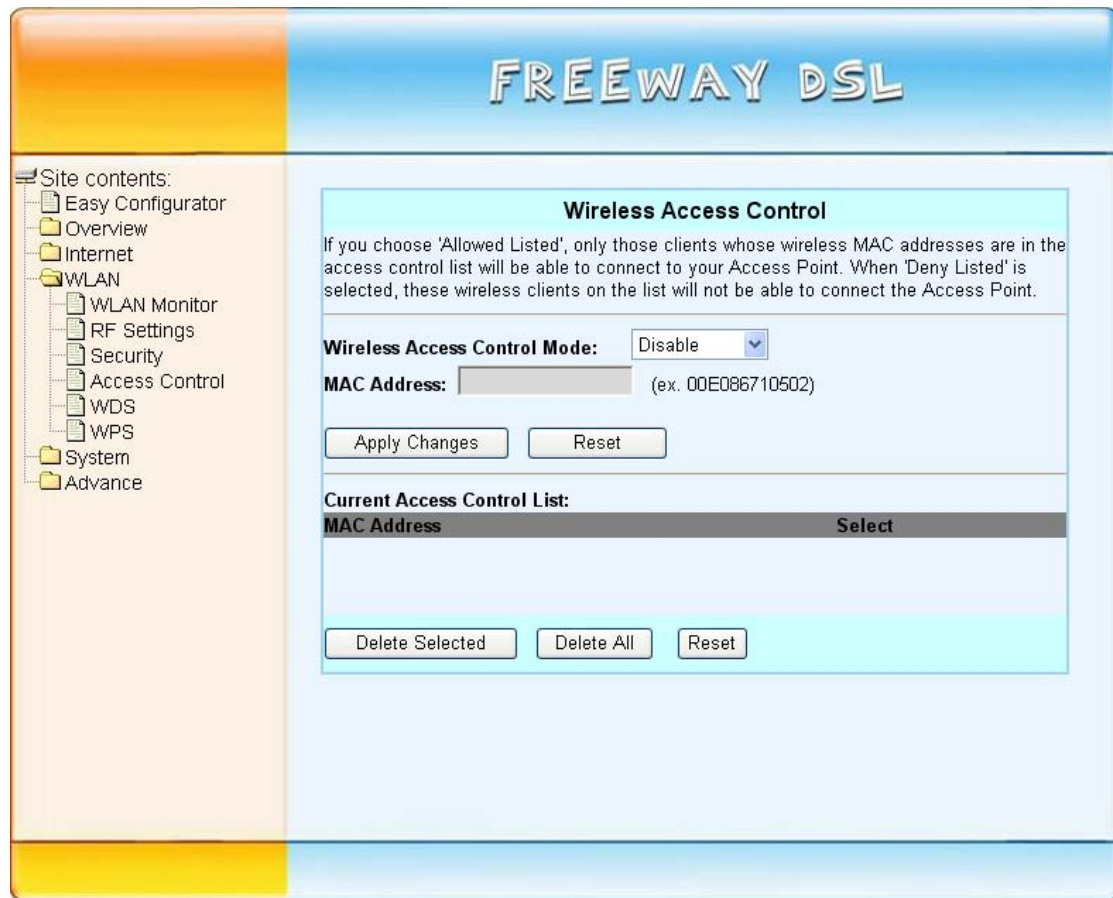 FREEWAY DSL
Site contents:
Easy Configurator
Overview
Internet
WLAN
WLAN Monitor
RF Settings
Security
Access Control
WDS
WPS
System
Advance
Wireless Access Control
If you choose 'Allowed Listed', only those clients whose wireless MAC addresses are in the
access control list will be able to connect to your Access Point. When 'Deny Listed' is
selected, these wireless clients on the list will not be able to connect the Access Point.
Wireless Access Control Mode: Disable
MAC Address: (ex. 00E086710502)
Apply Changes Reset
Current Access Control List:
MAC Address Select
Delete Selected Delete All Reset